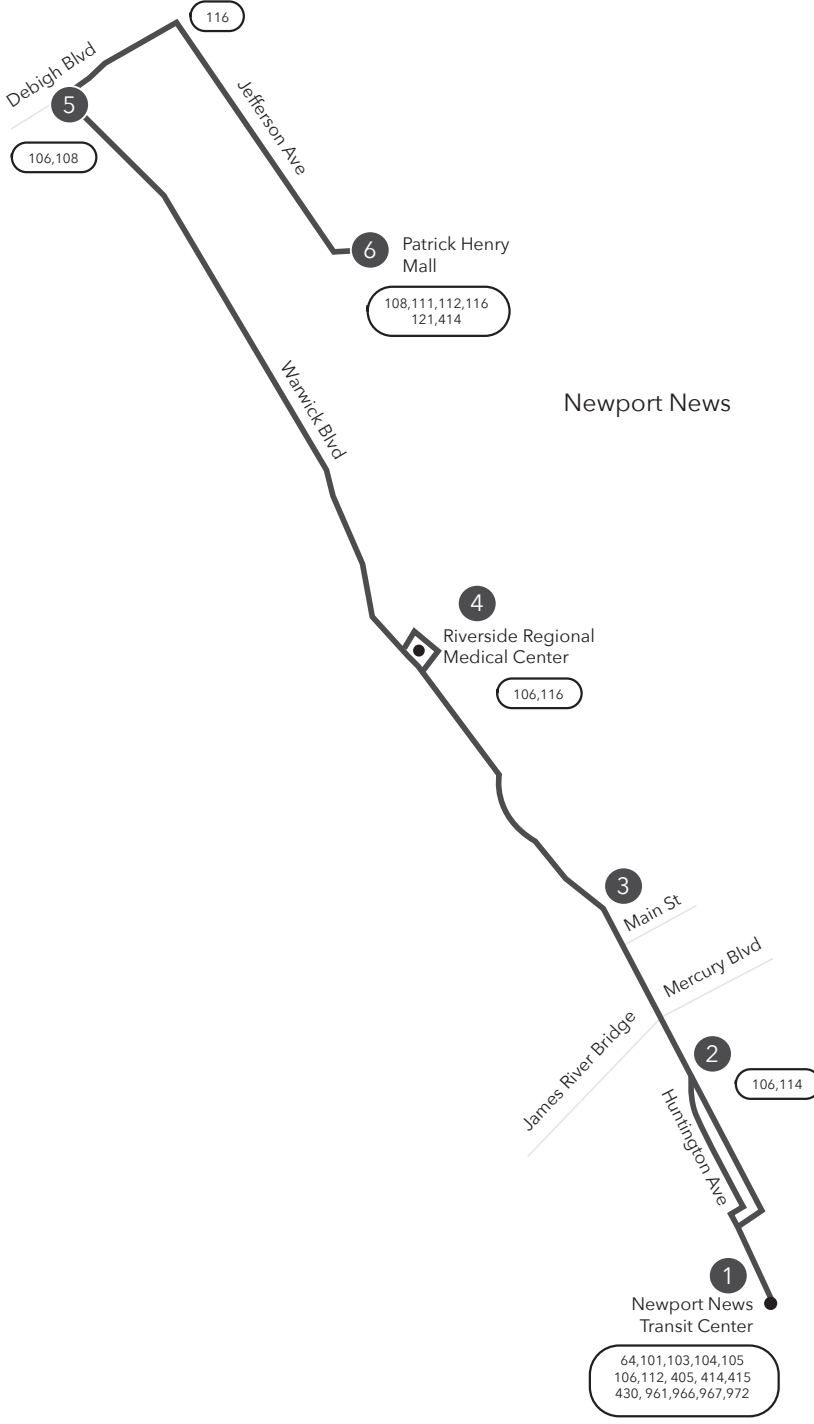 116
Debigh Blvd
5
Jefferson Ave
106,108
6
Patrick Henry
Mall
108,111,112,116
121,414
Warwick Blvd
Newport News
4
Riverside Regional
Medical Center
106,116
3
Main St
Mercury Blvd
James River Bridge
2
106,114
Huntington Ave
1
Newport News
Transit Center
64,101,103,104,105
106,112, 405, 414,415
430, 961,966,967,972